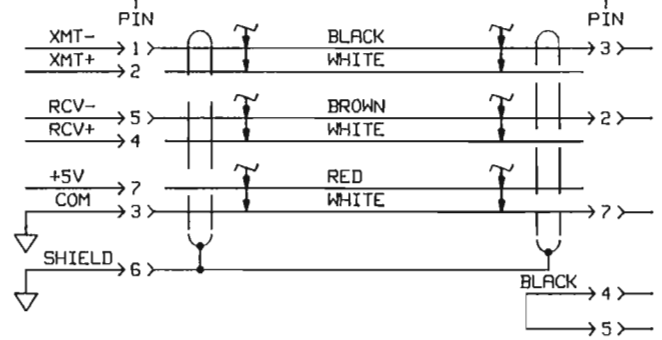 PIN PIN
XMT- 1 BLACK 3
XMT+ 2 WHITE
RCV- 5 BROWN 2
RCV+ 4 WHITE
+5V 7 RED
COM 3 WHITE 7
SHIELD 6
BLACK 4
5